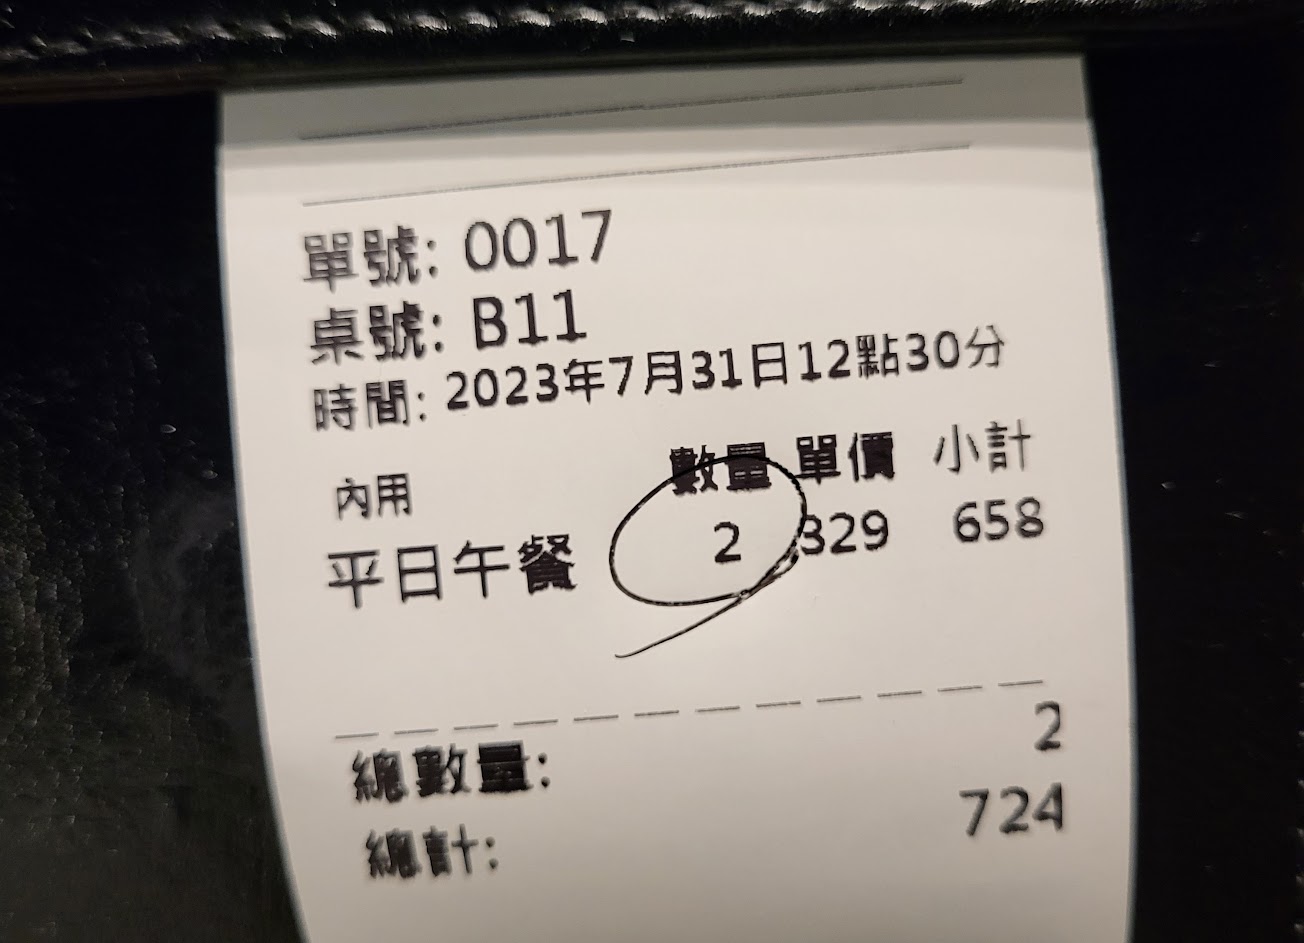 單號: 0017
桌號: B11
時間: 2023年7月31日12點30分
內用 數量 單價 小計
平日午餐 2 329 658
總數量: 2
總計: 724